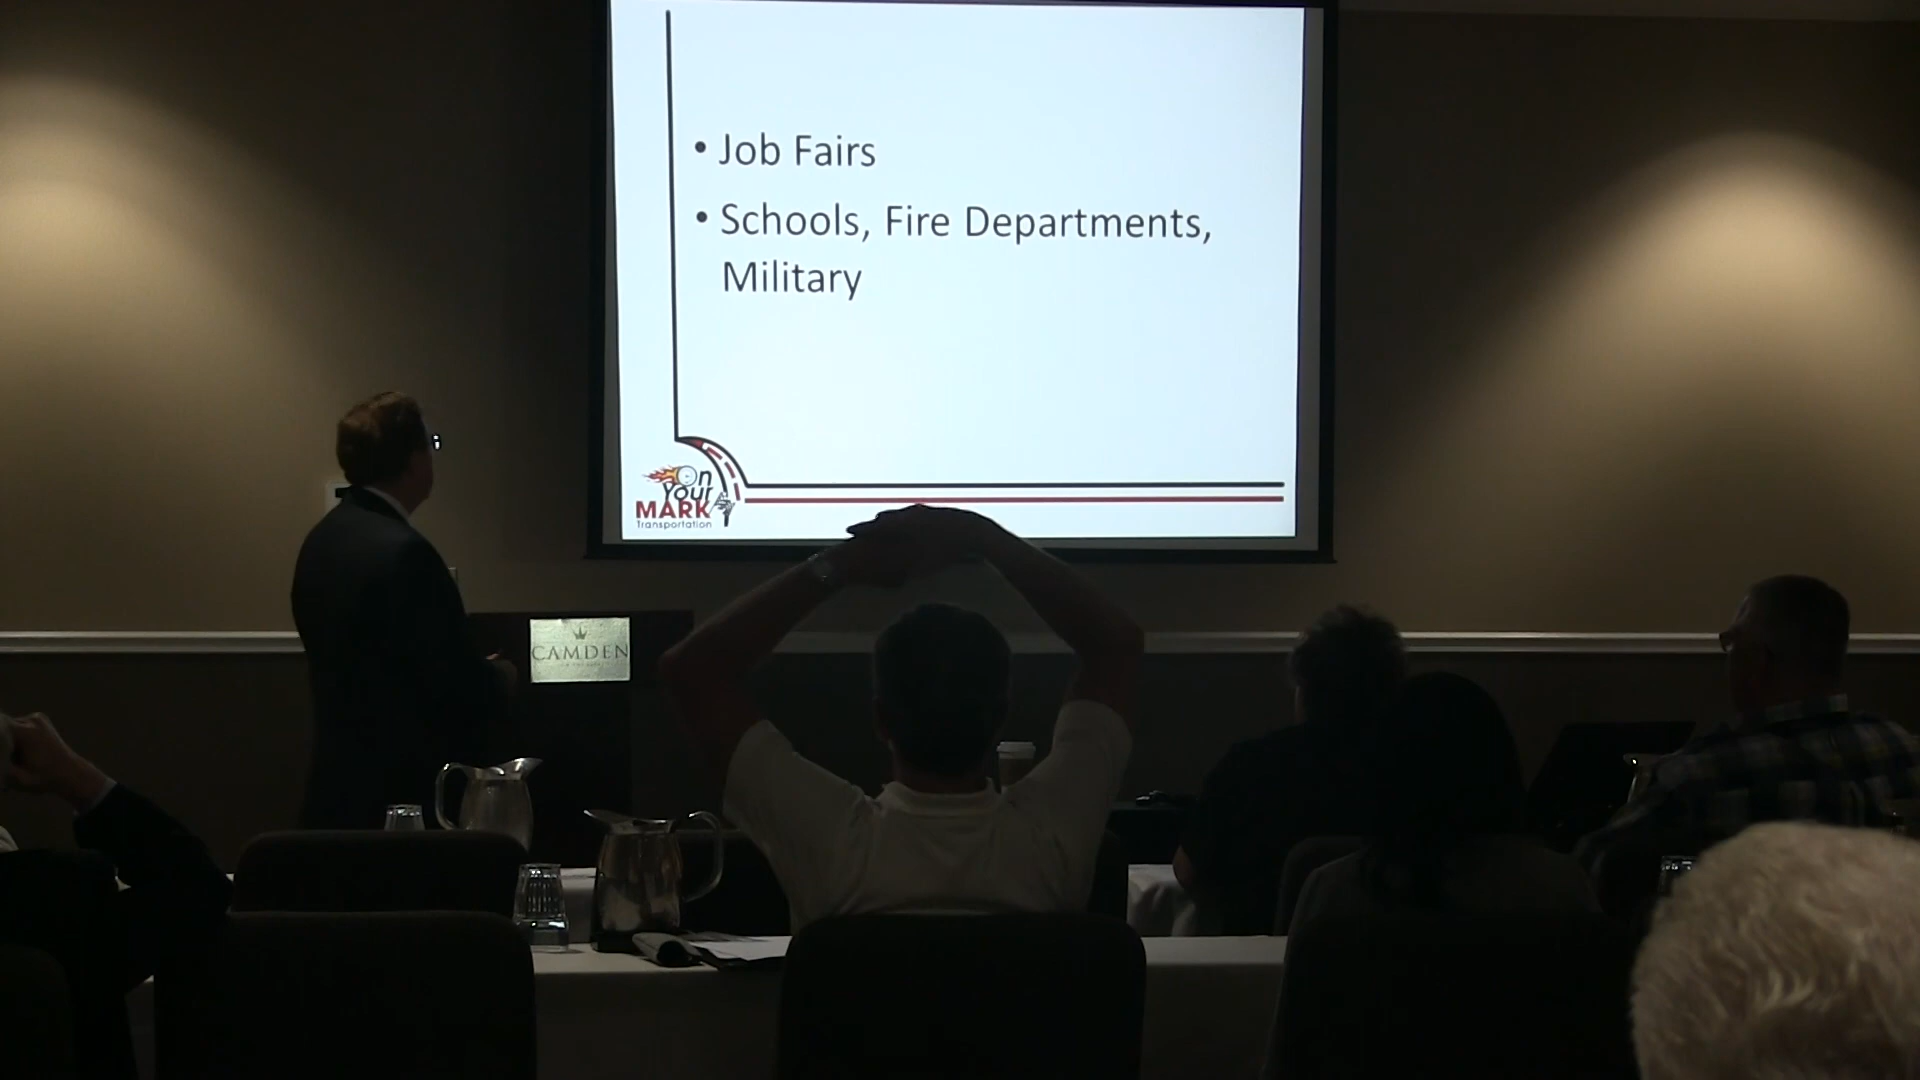 • Job Fairs
• Schools, Fire Departments,
Military
On
Your
MARK
Transportation
CAMDEN